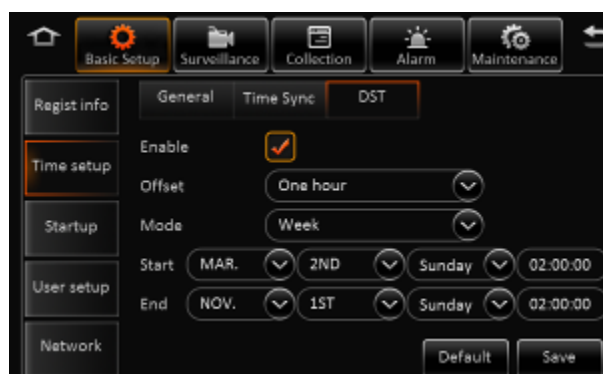 Basic Setup Surveillance Collection Alarm Maintenance
General Time Sync DST
Regist info
Time setup
Startup
User setup
Network
Enable
Offset One hour
Mode Week
Start MAR. 2ND Sunday 02:00:00
End NOV. 1ST Sunday 02:00:00
Default Save